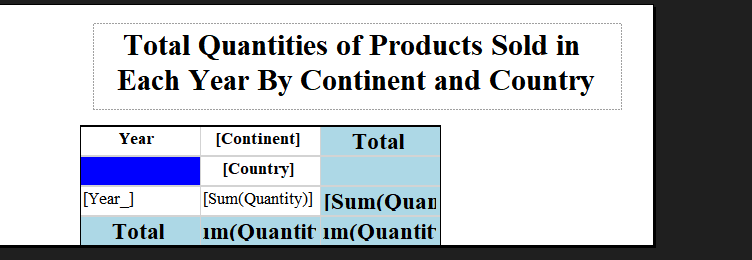 Total Quantities of Products Sold in
Each Year By Continent and Country
Year [Continent] Total
[Country]
[Year_] [Sum(Quantity)] [Sum(Quan
Total ım(Quantit ım(Quantit